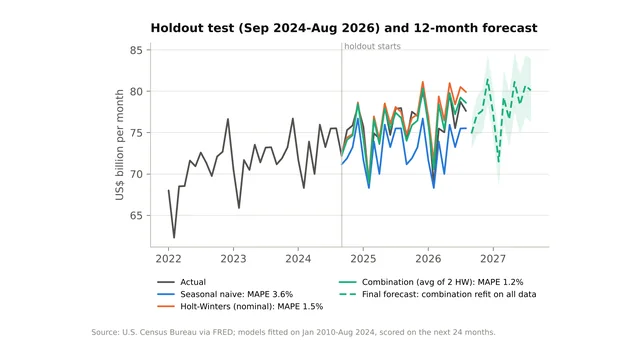 Holdout test (Sep 2024-Aug 2026) and 12-month forecast
holdout starts
85
80
75
70
65
US$ billion per month
2022 2023 2024 2025 2026 2027
Actual
Seasonal naive: MAPE 3.6%
Holt-Winters (nominal): MAPE 1.5%
Combination (avg of 2 HW): MAPE 1.2%
Final forecast: combination refit on all data
Source: U.S. Census Bureau via FRED; models fitted on Jan 2010-Aug 2024, scored on the next 24 months.